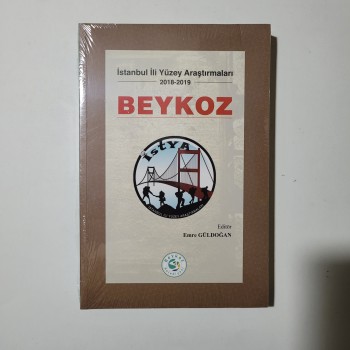 İstanbul İli Yüzey Araştırmaları
2018-2019
BEYKOZ
İSTYA
Editör
Emre GÜLDOĞAN